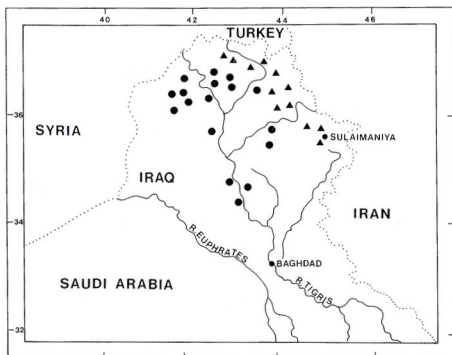 40 42 44 46
TURKEY
36
SYRIA
SULAIMANIYA
IRAQ
IRAN
34
R.EUPHRATES
BAGHDAD
SAUDI ARABIA
R.TIGRIS
32